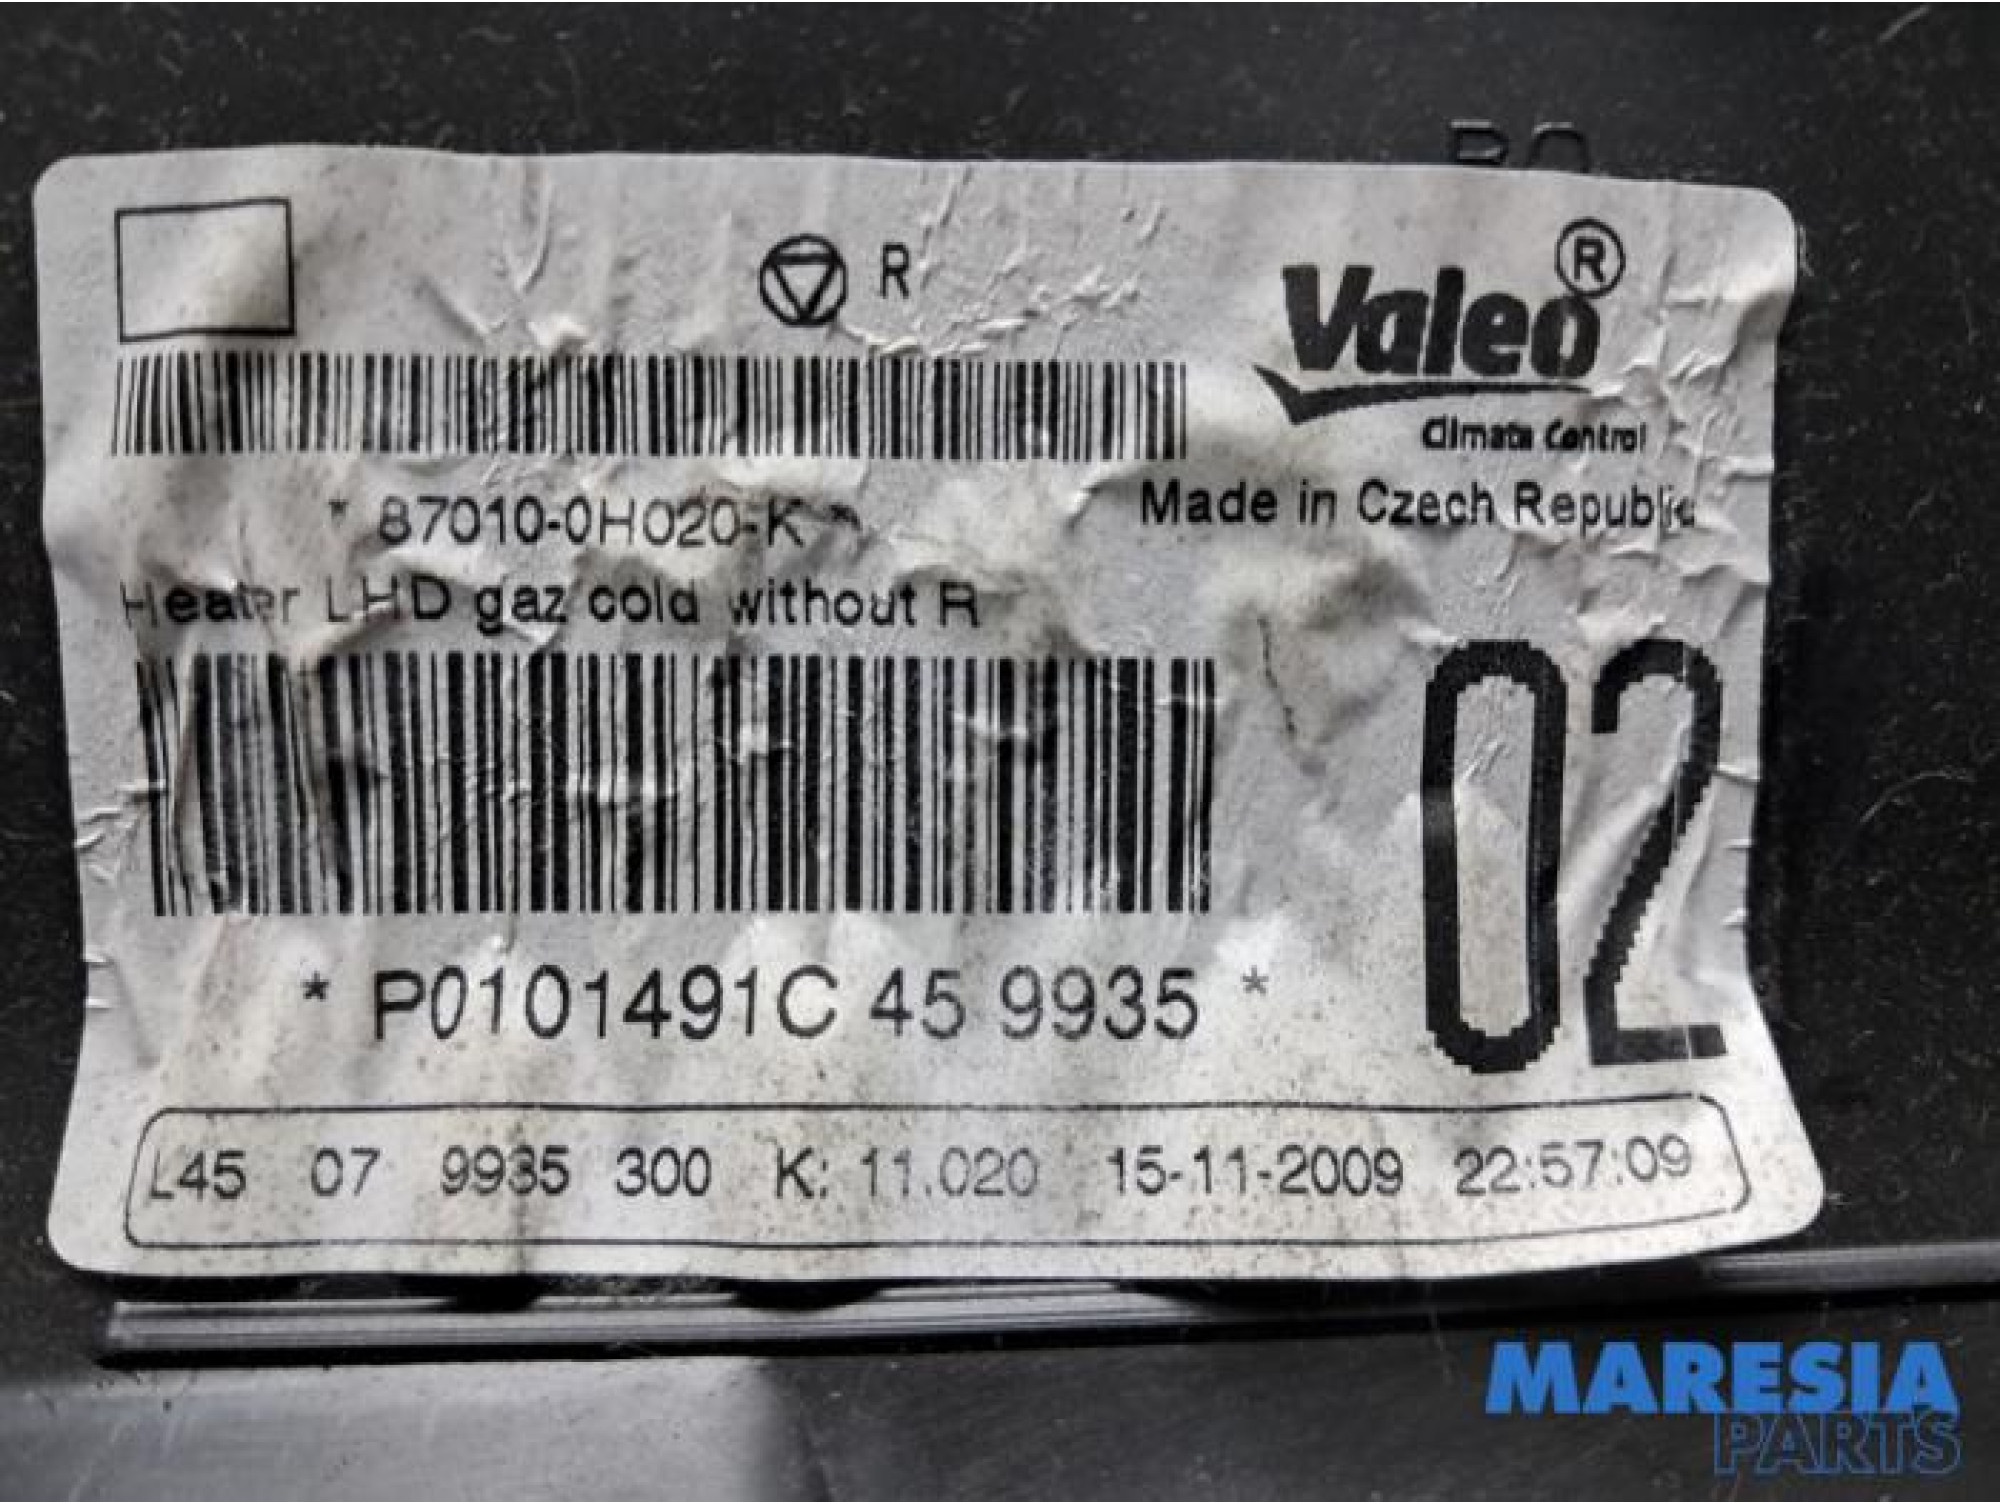 R
Valeo®
Climate Control
* 87010-0H020-K *
Made in Czech Republic
Heater LHD gaz cold without R
02
* P0101491C 45 9935 *
L45 07 9935 300 K: 11.020 15-11-2009 22:57:09
MARESIA
PARTS